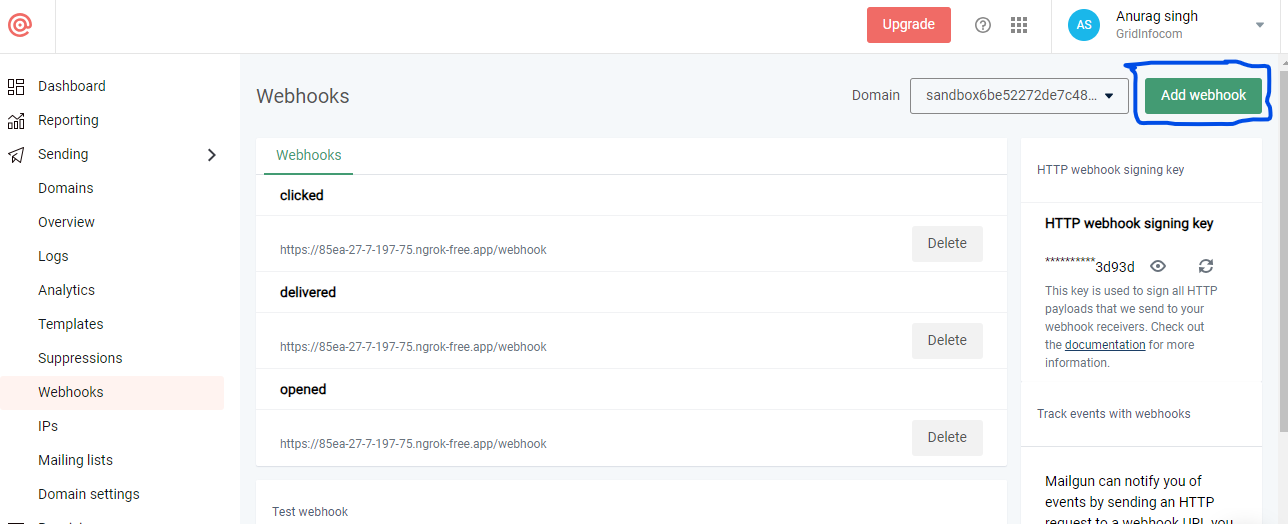 Upgrade
Anurag singh
AS
GridInfocom
Dashboard
Reporting
Sending
Domains
Overview
Logs
Analytics
Templates
Suppressions
Webhooks
IPs
Mailing lists
Domain settings
Webhooks
Domain
sandbox6be52272de7c48...
Add webhook
Webhooks
clicked
https://85ea-27-7-197-75.ngrok-free.app/webhook
Delete
delivered
https://85ea-27-7-197-75.ngrok-free.app/webhook
Delete
opened
https://85ea-27-7-197-75.ngrok-free.app/webhook
Delete
Test webhook
HTTP webhook signing key
HTTP webhook signing key
**********3d93d
This key is used to sign all HTTP
payloads that we send to your
webhook receivers. Check out
the documentation for more
information.
Track events with webhooks
Mailgun can notify you of
events by sending an HTTP
request to a webhook URL you